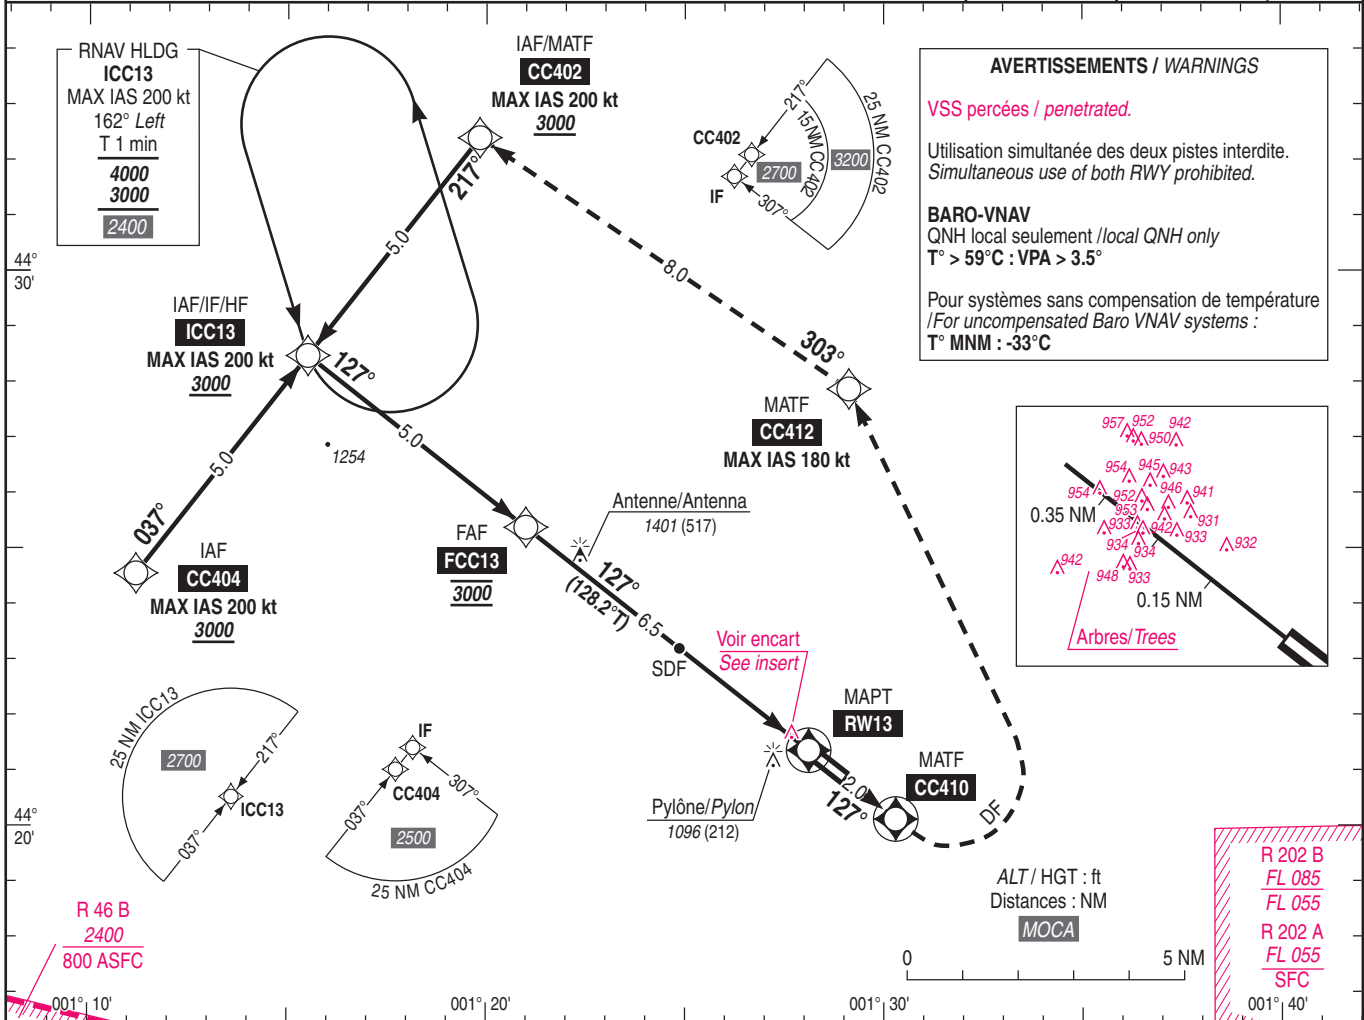 RNAV HLDG
ICC13
MAX IAS 200 kt
162° Left
T 1 min
4000
3000
2400
IAF/MATF
CC402
MAX IAS 200 kt
3000
217°
5.0
CC402
IF
217°
307°
15 NM CC 402
25 NM CC402
2700
3200
AVERTISSEMENTS / WARNINGS
VSS percées / penetrated.
Utilisation simultanée des deux pistes interdite.
Simultaneous use of both RWY prohibited.
BARO-VNAV
QNH local seulement /local QNH only
T° > 59°C : VPA > 3.5°
Pour systèmes sans compensation de température
/For uncompensated Baro VNAV systems :
T° MNM : -33°C
44°
30'
8.0
303°
IAF/IF/HF
ICC13
MAX IAS 200 kt
3000
127°
5.0
1254
5.0
037°
IAF
CC404
MAX IAS 200 kt
3000
MATF
CC412
MAX IAS 180 kt
Antenne/Antenna
1401 (517)
FAF
FCC13
3000
127°
(128.2°T)
6.5
SDF
Voir encart
See insert
957
952
950
942
954
945
943
954
952
946
941
953
933
942
931
934
933
934
932
942
948
933
0.35 NM
0.15 NM
Arbres/Trees
MAPT
RW13
MATF
CC410
2.0
127°
DF
Pylône/Pylon
1096 (212)
25 NM ICC13
2700
217°
ICC13
037°
IF
CC404
307°
037°
2500
25 NM CC404
44°
20'
ALT / HGT : ft
Distances : NM
MOCA
0
5 NM
R 46 B
2400
800 ASFC
R 202 B
FL 085
FL 055
R 202 A
FL 055
SFC
001° 10'
001° 20'
001° 30'
001° 40'